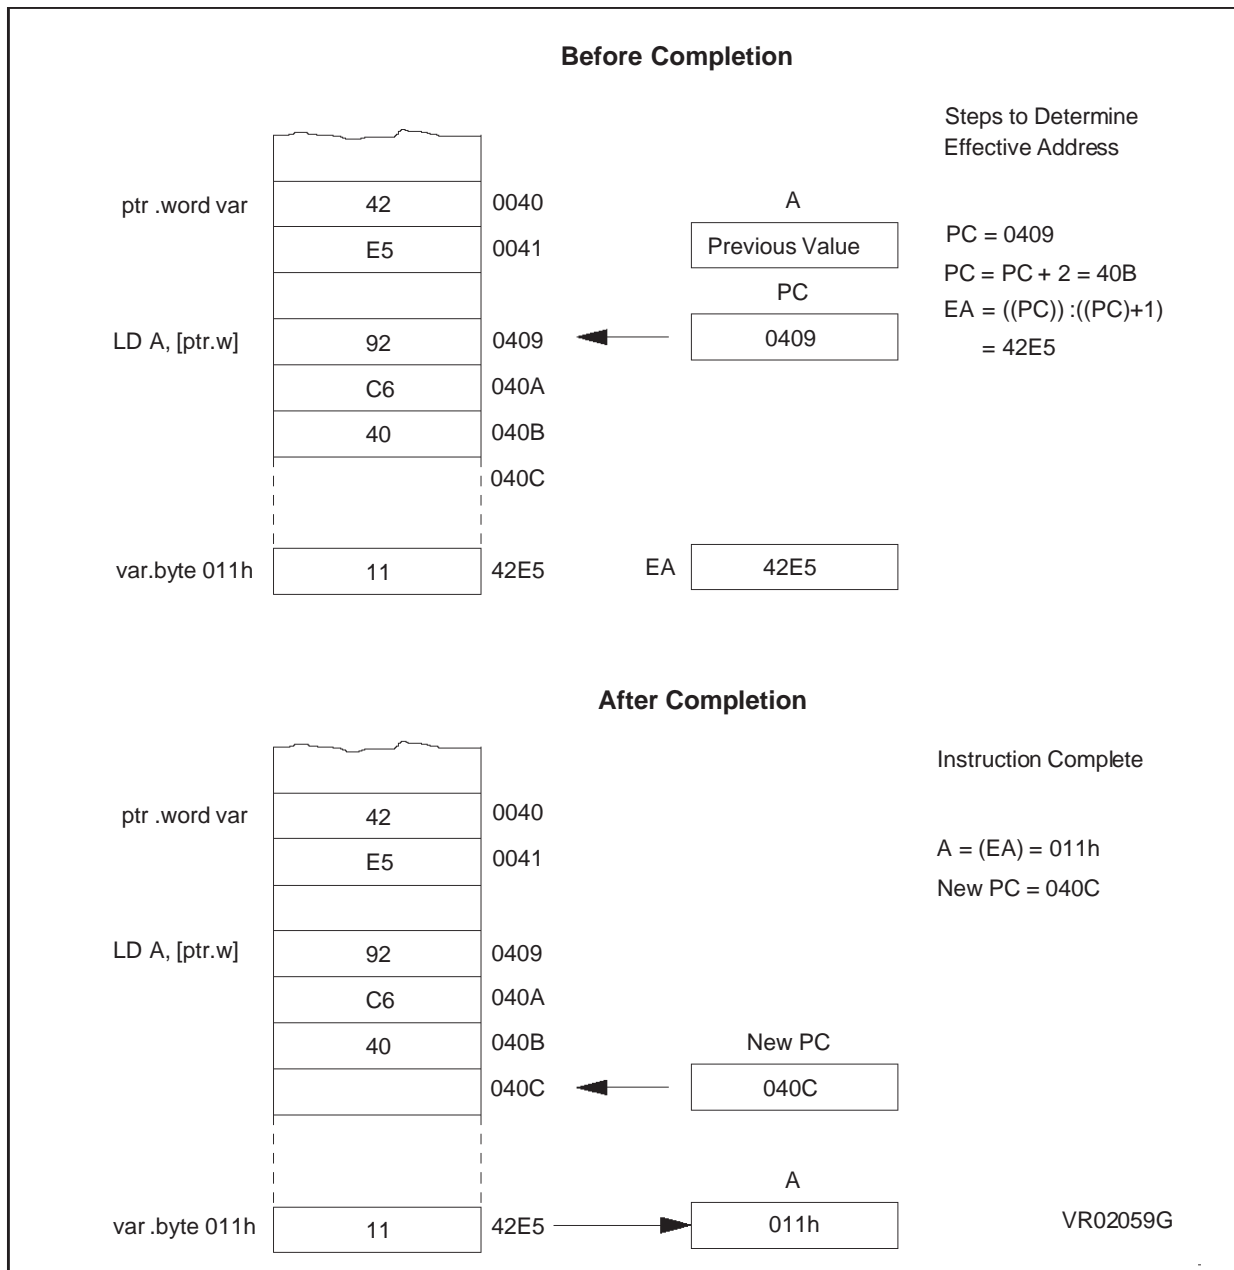 Before Completion
Steps to Determine
Effective Address
ptr .word var 42 0040 A
E5 0041 Previous Value PC = 0409
PC PC = PC + 2 = 40B
LD A, [ptr.w] 92 0409 0409 EA = ((PC)) :((PC)+1)
= 42E5
C6 040A
40 040B
040C
var.byte 011h 11 42E5 EA 42E5
After Completion
Instruction Complete
ptr .word var 42 0040
E5 0041 A = (EA) = 011h
New PC = 040C
LD A, [ptr.w] 92 0409
C6 040A
40 040B New PC
040C 040C
A
var .byte 011h 11 42E5 011h VR02059G